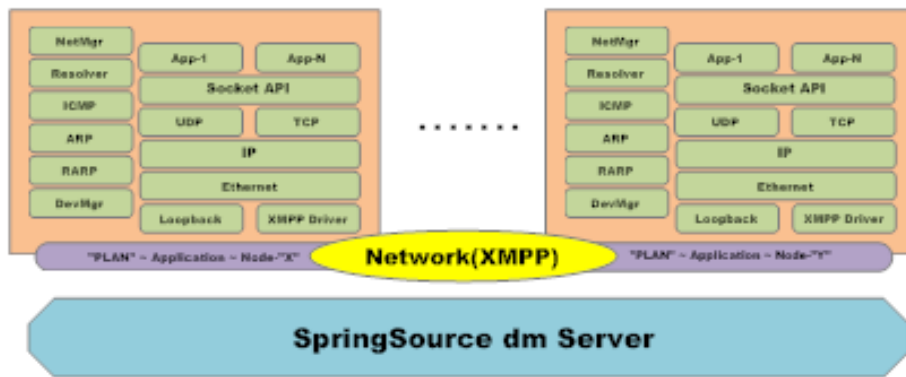 NetMgr
Resolver
ICMP
ARP
RARP
DevMgr
App-1
App-N
Socket API
UDP
TCP
IP
Ethernet
Loopback
XMPP Driver
"PLAN" ~ Application ~ Node-"X"
.......
NetMgr
Resolver
ICMP
ARP
RARP
DevMgr
App-1
App-N
Socket API
UDP
TCP
IP
Ethernet
Loopback
XMPP Driver
"PLAN" ~ Application ~ Node-"Y"
Network(XMPP)
SpringSource dm Server